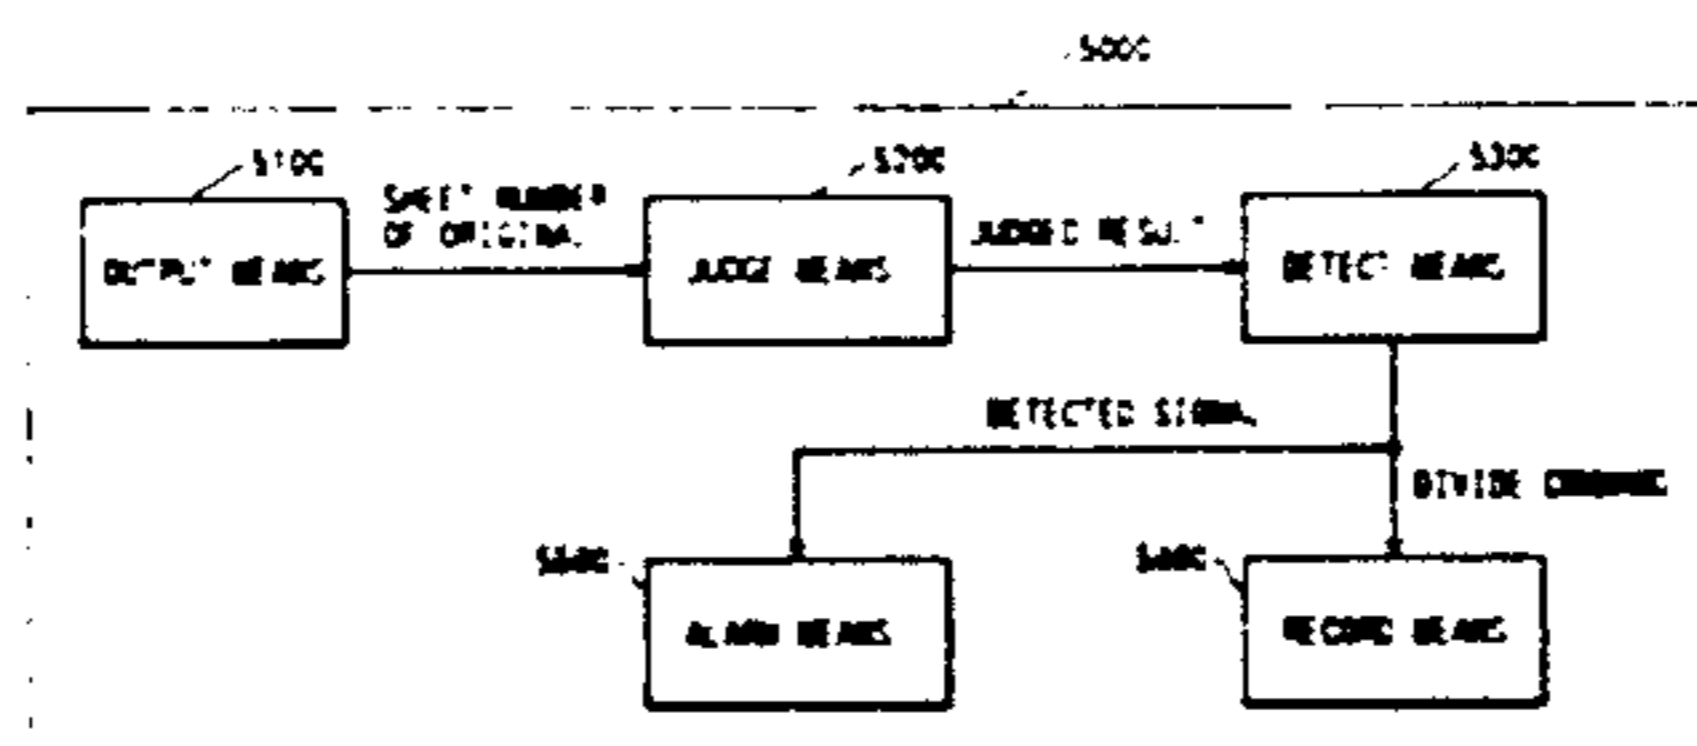 5000
5100
5200
5300
SHEET NUMBER
OF ORIGINAL
JUDGED RESULT
OUTPUT MEANS
JUDGE MEANS
DETECT MEANS
DETECTED SIGNAL
DIVIDE COMMAND
ALARM MEANS
RECORD MEANS